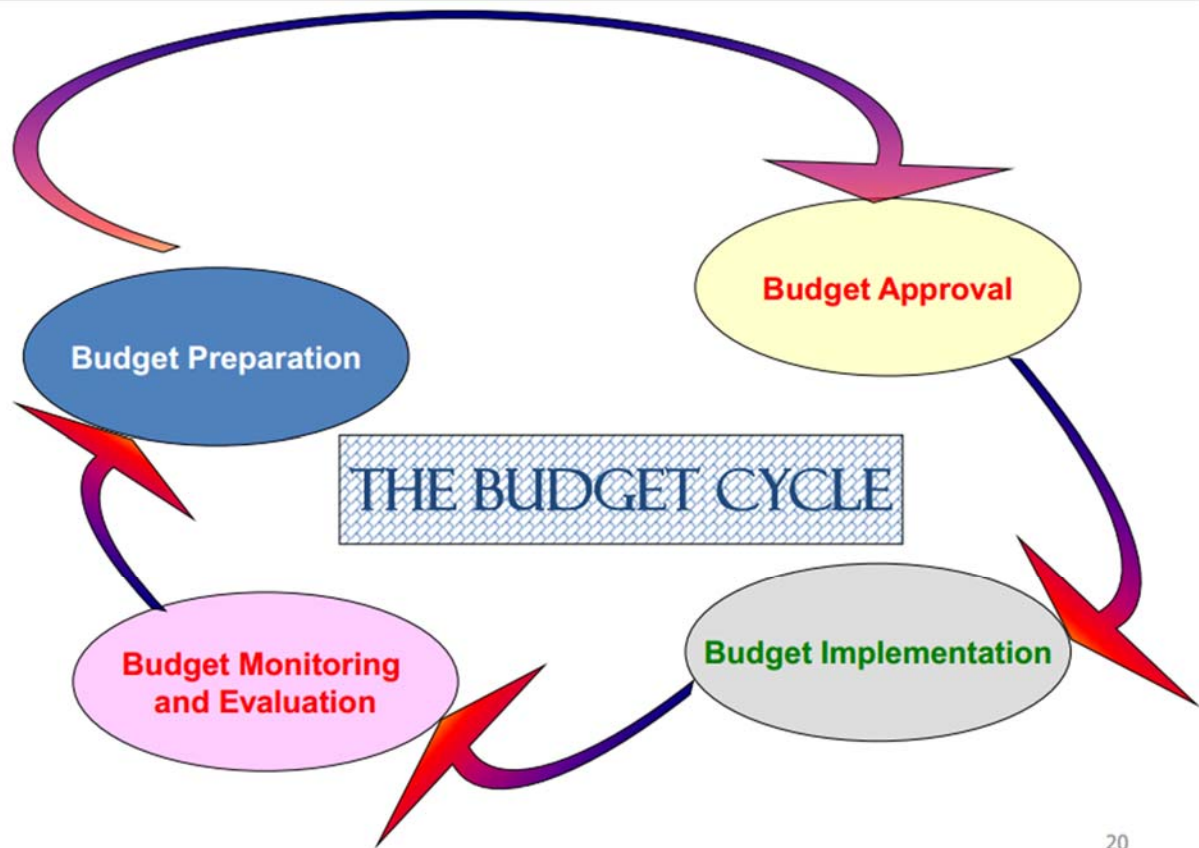 Budget Approval
Budget Preparation
THE BUDGET CYCLE
Budget Implementation
Budget Monitoring
and Evaluation
20